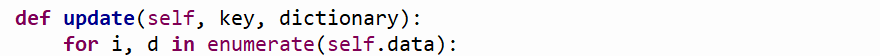 def update(self, key, dictionary):
    for i, d in enumerate(self.data):